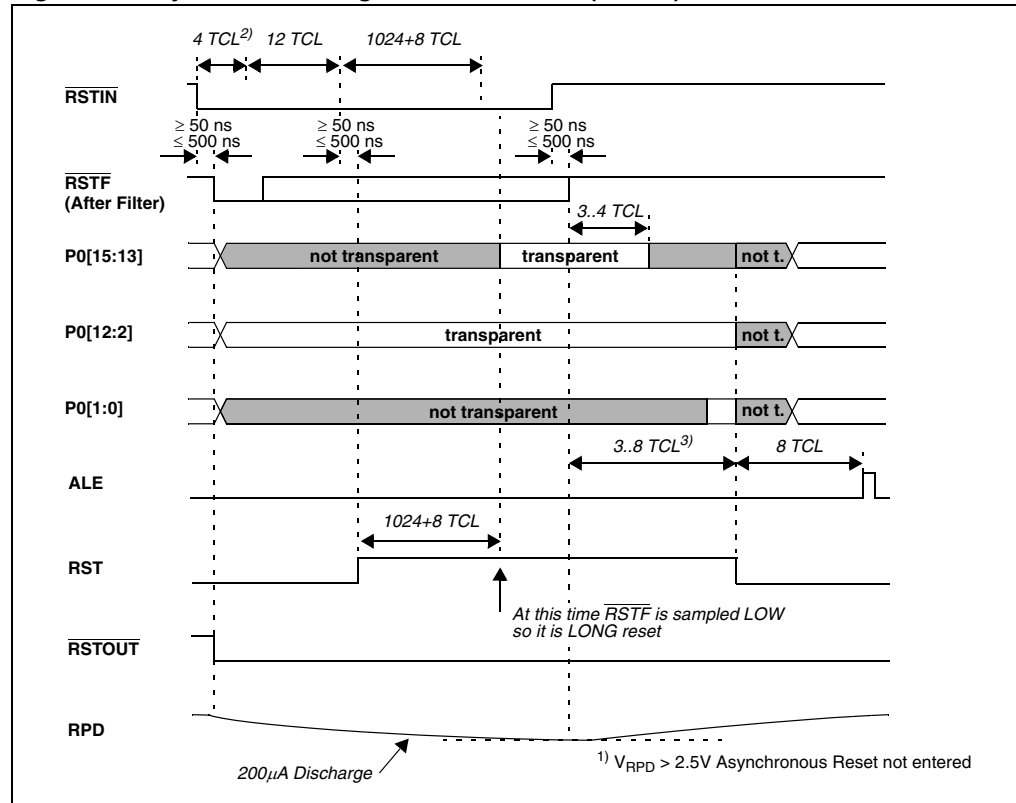 4 TCL2) 12 TCL 1024+8 TCL
RSTIN
≥ 50 ns ≥ 50 ns ≥ 50 ns
≤ 500 ns ≤ 500 ns ≤ 500 ns
RSTF
(After Filter)
3..4 TCL
P0[15:13] not transparent transparent not t.
P0[12:2] transparent not t.
P0[1:0] not transparent not t.
3..8 TCL3) 8 TCL
ALE
1024+8 TCL
RST
At this time RSTF is sampled LOW
so it is LONG reset
RSTOUT
RPD
200µA Discharge
1) VRPD > 2.5V Asynchronous Reset not entered